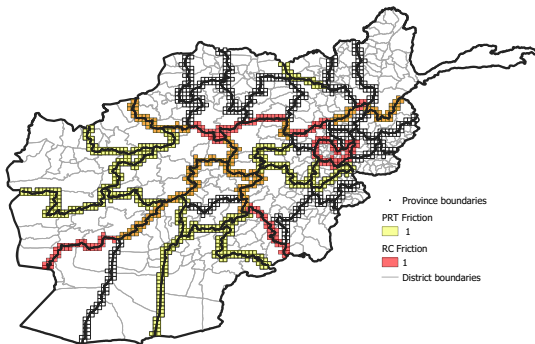 Province boundaries
PRT Friction
1
RC Friction
1
District boundaries